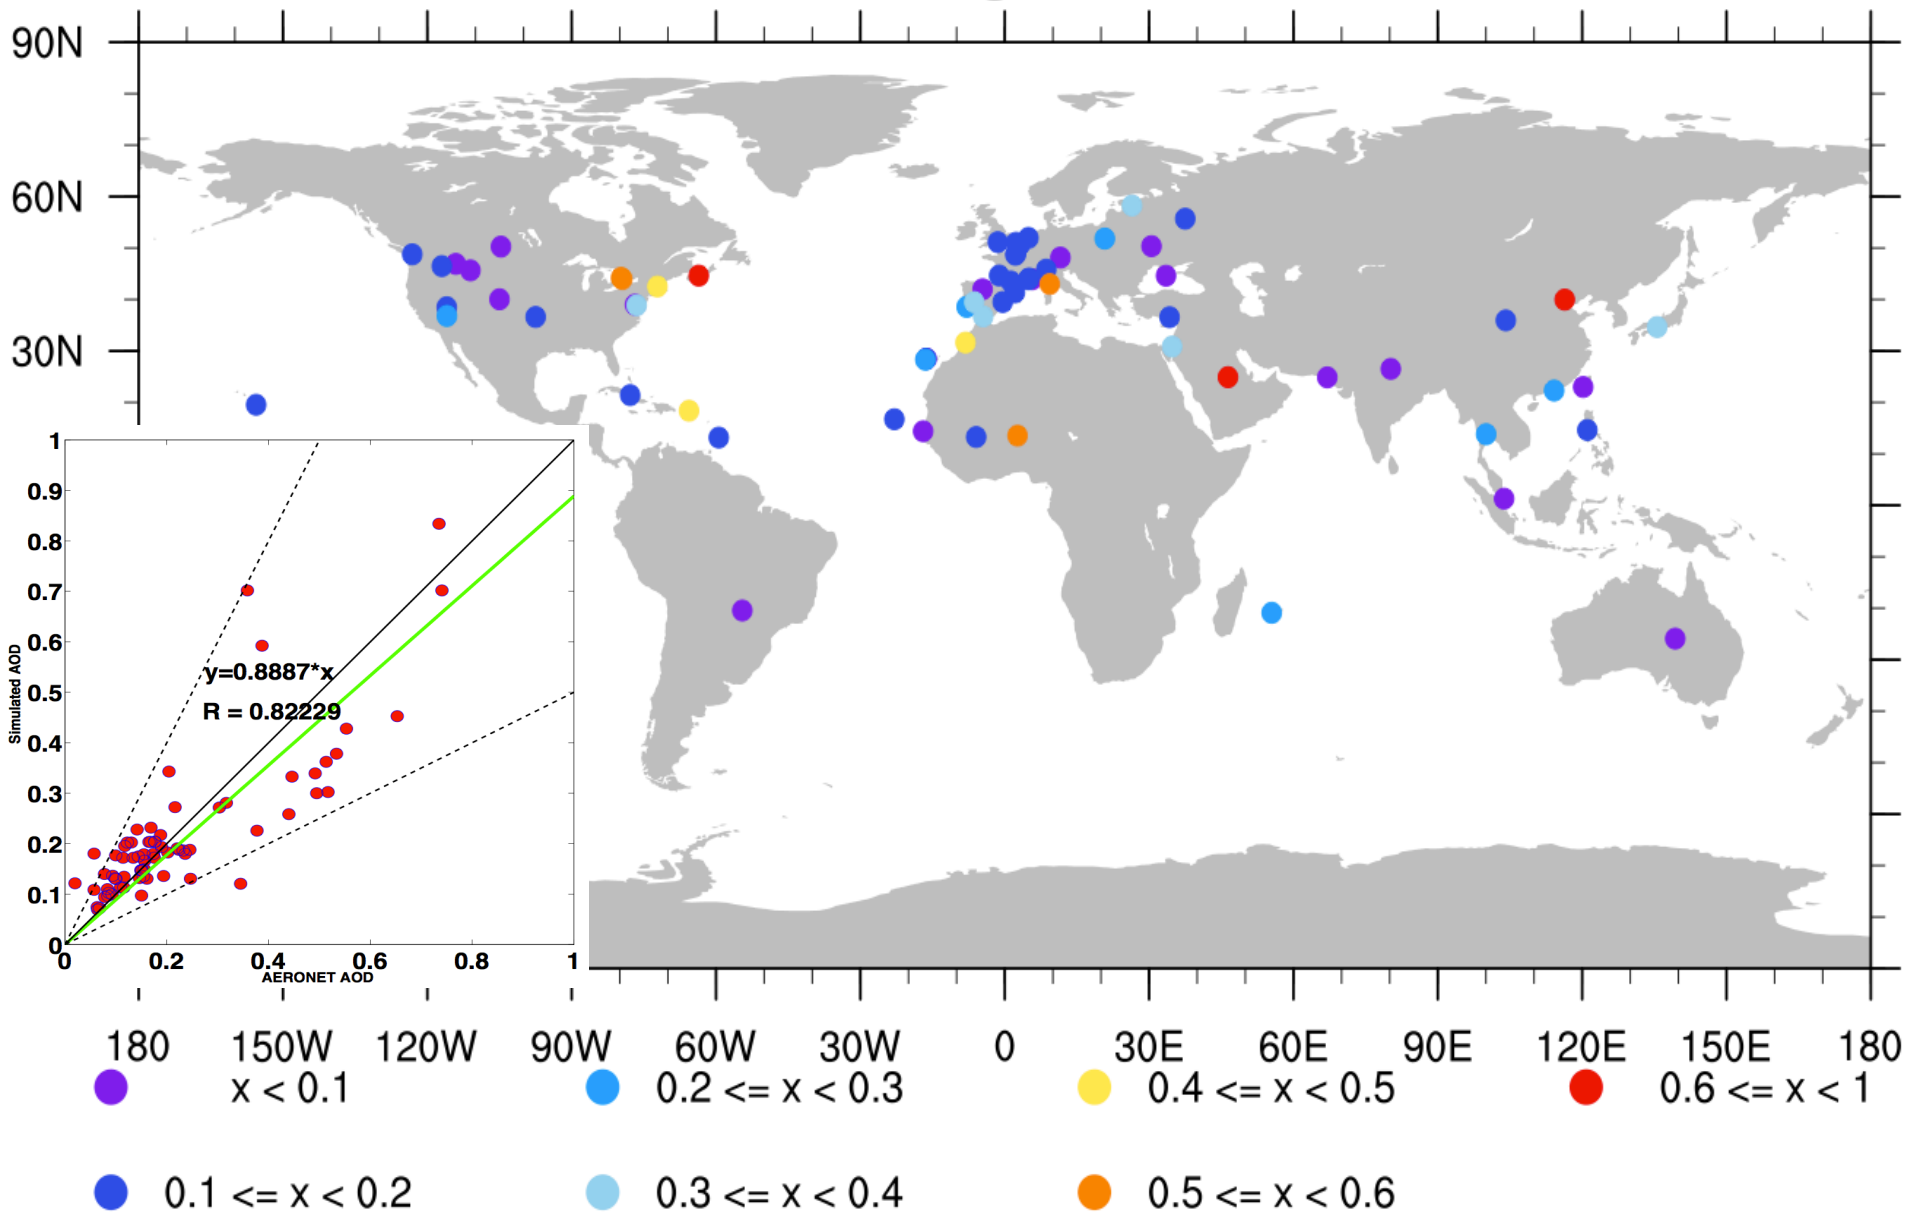 90N
60N
30N
1
0.9
0.8
0.7
0.6
0.5
0.4
0.3
0.2
0.1
0
Simulated AOD
y=0.8887*x
R = 0.82229
0 0.2 0.4 0.6 0.8 1
AERONET AOD
180 150W 120W 90W 60W 30W 0 30E 60E 90E 120E 150E 180
x < 0.1 0.2 <= x < 0.3 0.4 <= x < 0.5 0.6 <= x < 1
0.1 <= x < 0.2 0.3 <= x < 0.4 0.5 <= x < 0.6